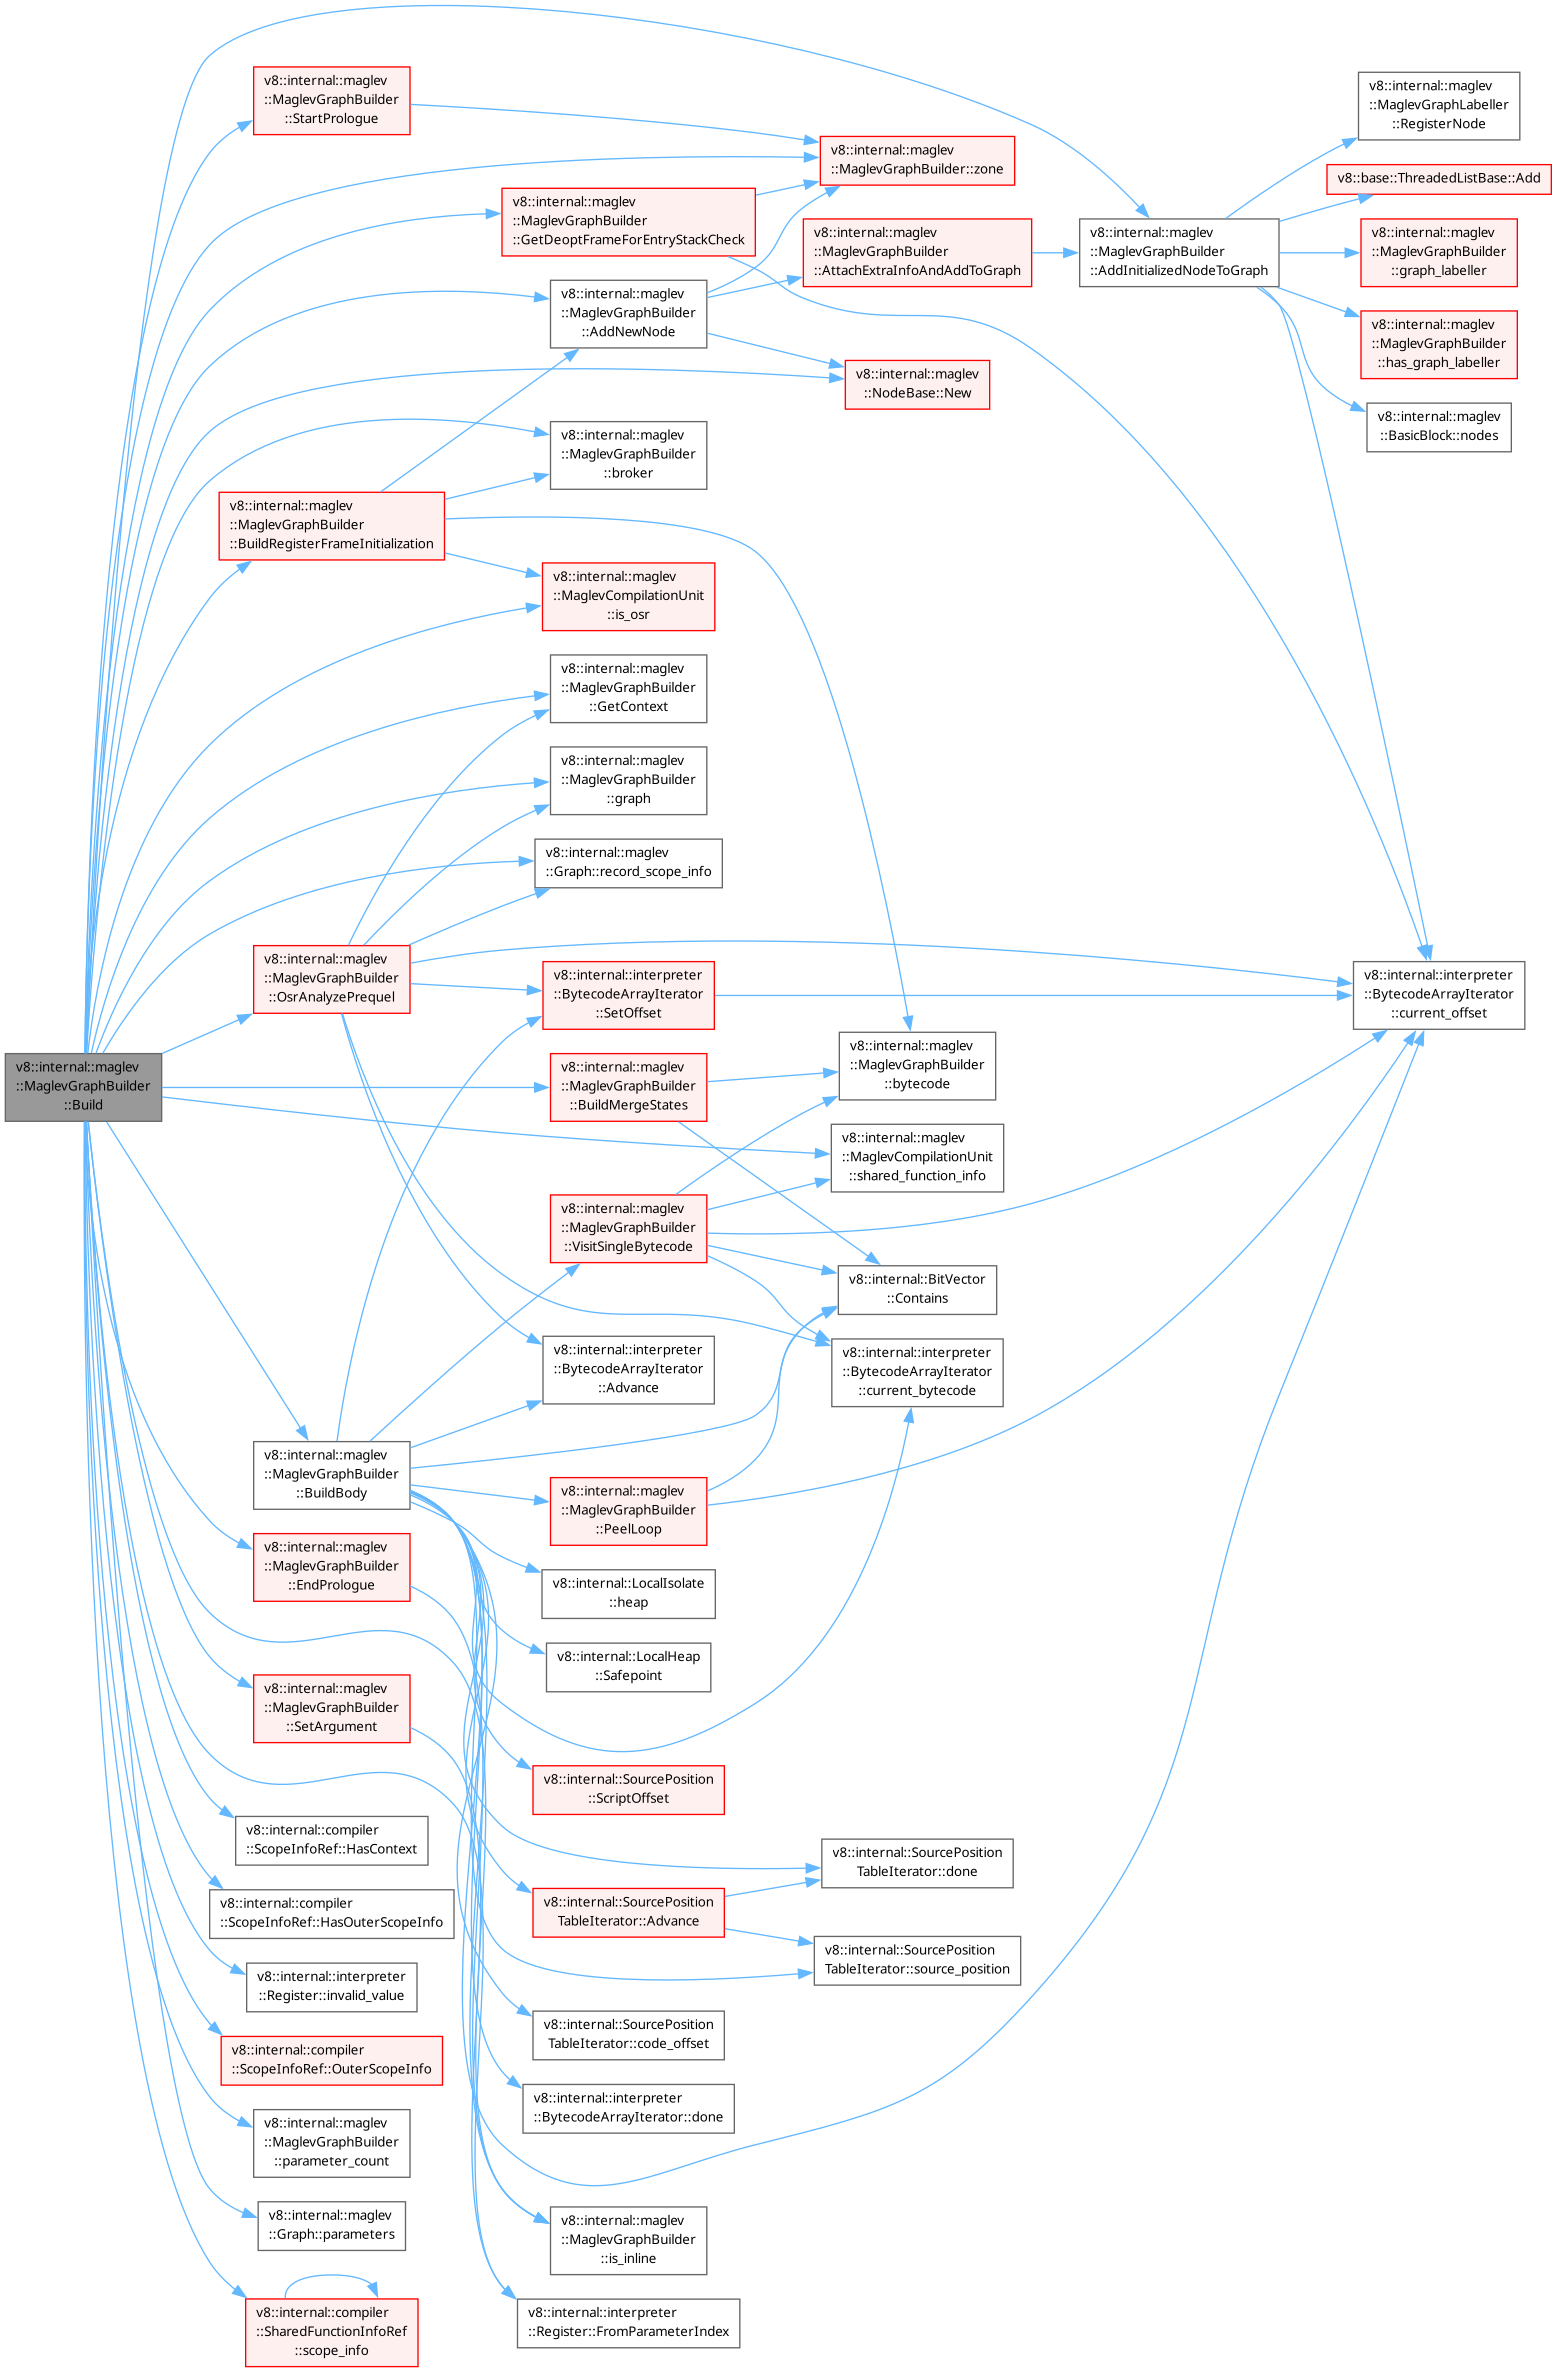 v8::internal::maglev
::MaglevGraphBuilder
::Build
v8::internal::maglev
::MaglevGraphBuilder
::StartPrologue
v8::internal::maglev
::MaglevGraphBuilder
::BuildRegisterFrameInitialization
v8::internal::maglev
::MaglevGraphBuilder
::OsrAnalyzePrequel
v8::internal::maglev
::MaglevGraphBuilder
::BuildBody
v8::internal::maglev
::MaglevGraphBuilder
::EndPrologue
v8::internal::maglev
::MaglevGraphBuilder
::SetArgument
v8::internal::compiler
::ScopeInfoRef::HasContext
v8::internal::compiler
::ScopeInfoRef::HasOuterScopeInfo
v8::internal::interpreter
::Register::invalid_value
v8::internal::compiler
::ScopeInfoRef::OuterScopeInfo
v8::internal::maglev
::MaglevGraphBuilder
::parameter_count
v8::internal::maglev
::Graph::parameters
v8::internal::compiler
::SharedFunctionInfoRef
::scope_info
v8::internal::maglev
::MaglevGraphBuilder
::GetDeoptFrameForEntryStackCheck
v8::internal::maglev
::MaglevGraphBuilder
::AddNewNode
v8::internal::maglev
::MaglevGraphBuilder
::broker
v8::internal::maglev
::MaglevCompilationUnit
::is_osr
v8::internal::maglev
::MaglevGraphBuilder
::GetContext
v8::internal::maglev
::MaglevGraphBuilder
::graph
v8::internal::maglev
::Graph::record_scope_info
v8::internal::interpreter
::BytecodeArrayIterator
::SetOffset
v8::internal::maglev
::MaglevGraphBuilder
::BuildMergeStates
v8::internal::maglev
::MaglevGraphBuilder
::VisitSingleBytecode
v8::internal::interpreter
::BytecodeArrayIterator
::Advance
v8::internal::maglev
::MaglevGraphBuilder
::PeelLoop
v8::internal::LocalIsolate
::heap
v8::internal::LocalHeap
::Safepoint
v8::internal::SourcePosition
::ScriptOffset
v8::internal::SourcePosition
TableIterator::Advance
v8::internal::SourcePosition
TableIterator::code_offset
v8::internal::interpreter
::BytecodeArrayIterator::done
v8::internal::maglev
::MaglevGraphBuilder
::is_inline
v8::internal::interpreter
::Register::FromParameterIndex
v8::internal::maglev
::MaglevGraphBuilder::zone
v8::internal::maglev
::MaglevGraphBuilder
::AttachExtraInfoAndAddToGraph
v8::internal::maglev
::NodeBase::New
v8::internal::maglev
::MaglevGraphBuilder
::bytecode
v8::internal::maglev
::MaglevCompilationUnit
::shared_function_info
v8::internal::BitVector
::Contains
v8::internal::interpreter
::BytecodeArrayIterator
::current_bytecode
v8::internal::SourcePosition
TableIterator::done
v8::internal::SourcePosition
TableIterator::source_position
v8::internal::maglev
::MaglevGraphBuilder
::AddInitializedNodeToGraph
v8::internal::maglev
::MaglevGraphLabeller
::RegisterNode
v8::base::ThreadedListBase::Add
v8::internal::maglev
::MaglevGraphBuilder
::graph_labeller
v8::internal::maglev
::MaglevGraphBuilder
::has_graph_labeller
v8::internal::maglev
::BasicBlock::nodes
v8::internal::interpreter
::BytecodeArrayIterator
::current_offset